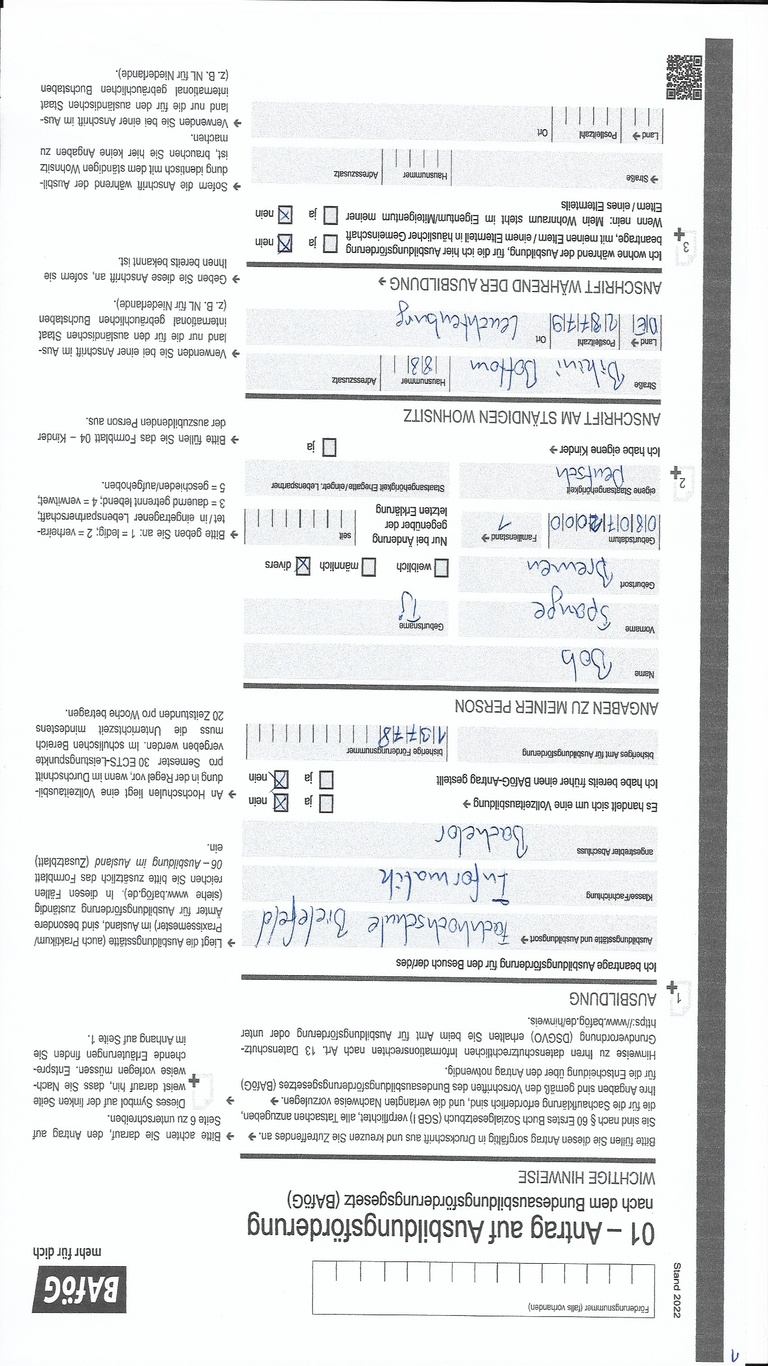 1
Stand 2022
Förderungsnummer (falls vorhanden)
BAföG
mehr für dich
01 – Antrag auf Ausbildungsförderung
nach dem Bundesausbildungsförderungsgesetz (BAföG)
WICHTIGE HINWEISE
Bitte füllen Sie diesen Antrag sorgfältig in Druckschrift aus und kreuzen Sie Zutreffendes an. →
Sie sind nach § 60 Erstes Buch Sozialgesetzbuch (SGB I) verpflichtet, alle Tatsachen anzugeben,
die für die Sachaufklärung erforderlich sind, und die verlangten Nachweise vorzulegen. →
Ihre Angaben sind gemäß den Vorschriften des Bundesausbildungsförderungsgesetzes (BAföG)
für die Entscheidung über den Antrag notwendig.
Hinweise zu Ihren datenschutzrechtlichen Informationsrechten nach Art. 13 Datenschutz-
Grundverordnung (DSGVO) erhalten Sie beim Amt für Ausbildungsförderung oder unter
https://www.bafög.de/hinweis.
→ Bitte achten Sie darauf, den Antrag auf
Seite 6 zu unterschreiben.
→ Dieses Symbol auf der linken Seite
weist darauf hin, dass Sie Nach-
weise vorlegen müssen. Entspre-
chende Erläuterungen finden Sie
im Anhang auf Seite 1.
1 AUSBILDUNG
Ich beantrage Ausbildungsförderung für den Besuch der/des
Ausbildungsstätte und Ausbildungsort → Fachhochschule Bielefeld
Klasse/Fachrichtung Informatik
angestrebter Abschluss Bachelor
→ Liegt die Ausbildungsstätte (auch Praktikum/
Praxissemester) im Ausland, sind besondere
Ämter für Ausbildungsförderung zuständig
(siehe www.bafög.de). In diesen Fällen
reichen Sie bitte zusätzlich das Formblatt
06 – Ausbildung im Ausland (Zusatzblatt)
ein.
Es handelt sich um eine Vollzeitausbildung → ja nein
Ich habe bereits früher einen BAföG-Antrag gestellt ja nein
bisheriges Amt für Ausbildungsförderung bisherige Förderungsnummer
13778
→ An Hochschulen liegt eine Vollzeitausbil-
dung in der Regel vor, wenn im Durchschnitt
pro Semester 30 ECTS-Leistungspunkte
vergeben werden. Im schulischen Bereich
muss die Unterrichtszeit mindestens
20 Zeitstunden pro Woche betragen.
ANGABEN ZU MEINER PERSON
Name Bob
Vorname Spange Geburtsname Tj
Geburtsort Bremen weiblich männlich divers
Geburtsdatum 08072000 Familienstand → 1
Nur bei Änderung
gegenüber der
letzten Erklärung
seit
→ Bitte geben Sie an: 1 = ledig; 2 = verheira-
tet / in eingetragener Lebenspartnerschaft;
3 = dauernd getrennt lebend; 4 = verwitwet;
5 = geschieden/aufgehoben.
2 eigene Staatsangehörigkeit Deutsch Staatsangehörigkeit Ehegatte/eingetr. Lebenspartner
Ich habe eigene Kinder → ja
→ Bitte füllen Sie das Formblatt 04 – Kinder
der auszubildenden Person aus.
ANSCHRIFT AM STÄNDIGEN WOHNSITZ
Straße Bikini Bottom Hausnummer 83 Adresszusatz
Land → DE Postleitzahl 28779 Ort Leuchtenburg
→ Verwenden Sie bei einer Anschrift im Aus-
land nur die für den ausländischen Staat
international gebräuchlichen Buchstaben
(z. B. NL für Niederlande).
ANSCHRIFT WÄHREND DER AUSBILDUNG →
→ Geben Sie diese Anschrift an, sofern sie
Ihnen bereits bekannt ist.
3 Ich wohne während der Ausbildung, für die ich hier Ausbildungsförderung
beantrage, mit meinen Eltern / einem Elternteil in häuslicher Gemeinschaft ja nein
Wenn nein: Mein Wohnraum steht im Eigentum/Miteigentum meiner
Eltern / eines Elternteils ja nein
→ Straße Hausnummer Adresszusatz
Land → Postleitzahl Ort
→ Sofern die Anschrift während der Ausbil-
dung identisch mit dem ständigen Wohnsitz
ist, brauchen Sie hier keine Angaben zu
machen.
→ Verwenden Sie bei einer Anschrift im Aus-
land nur die für den ausländischen Staat
international gebräuchlichen Buchstaben
(z. B. NL für Niederlande).